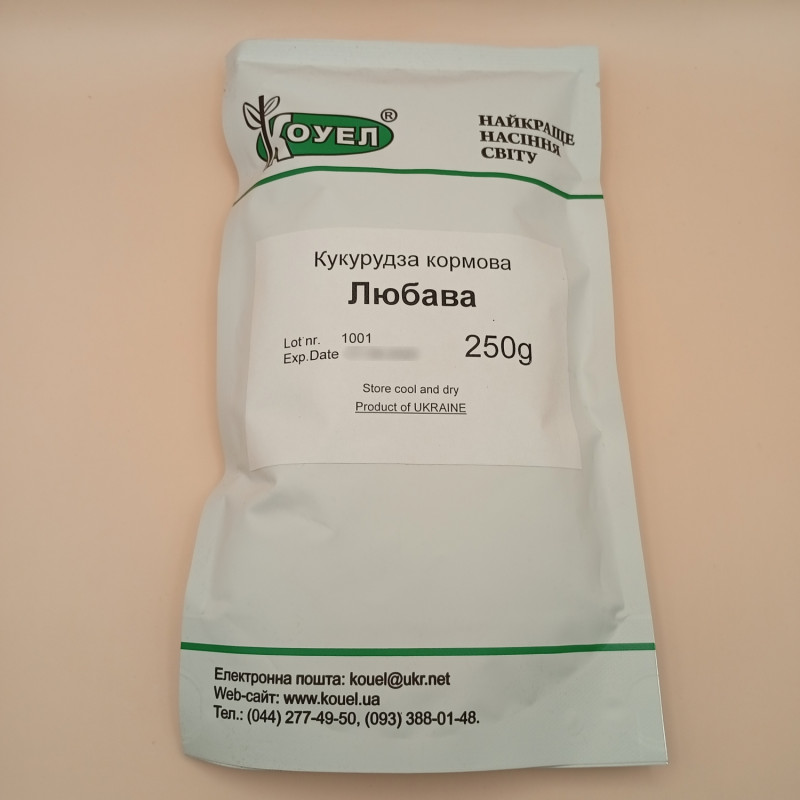 КОУЕЛ®
НАЙКРАЩЕ
НАСІННЯ
СВІТУ
Кукурудза кормова
Любава
Lot nr. 1001
Exp.Date
250g
Store cool and dry
Product of UKRAINE
Електронна пошта: kouel@ukr.net
Web-сайт: www.kouel.ua
Тел.: (044) 277-49-50, (093) 388-01-48.